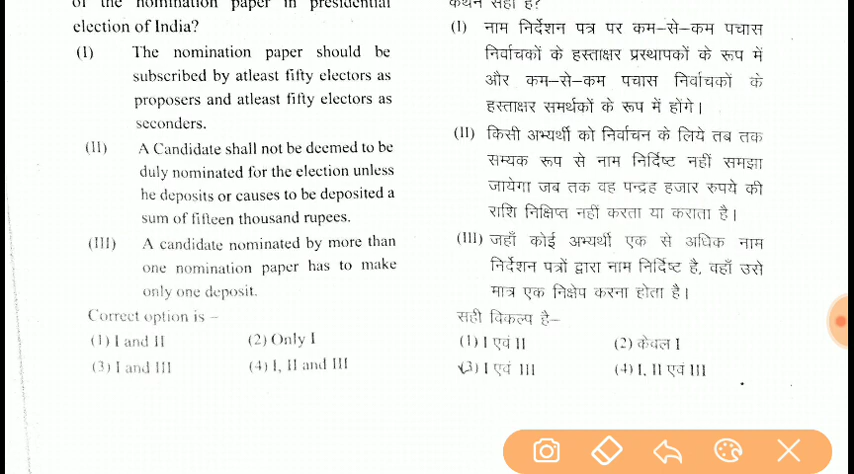 of the nomination paper in presidential
election of India?
(I) The nomination paper should be
subscribed by atleast fifty electors as
proposers and atleast fifty electors as
seconders.
(II) A Candidate shall not be deemed to be
duly nominated for the election unless
he deposits or causes to be deposited a
sum of fifteen thousand rupees.
(III) A candidate nominated by more than
one nomination paper has to make
only one deposit.
Correct option is –
(1) I and II (2) Only I
(3) I and III (4) I, II and III
कथन सही है?
(I) नाम निर्देशन पत्र पर कम–से–कम पचास
निर्वाचकों के हस्ताक्षर प्रस्थापकों के रूप में
और कम–से–कम पचास निर्वाचकों के
हस्ताक्षर समर्थकों के रूप में होंगे।
(II) किसी अभ्यर्थी को निर्वाचन के लिये तब तक
सम्यक रूप से नाम निर्दिष्ट नहीं समझा
जायेगा जब तक वह पन्द्रह हजार रुपये की
राशि निक्षिप्त नहीं करता या कराता है।
(III) जहाँ कोई अभ्यर्थी एक से अधिक नाम
निर्देशन पत्रों द्वारा नाम निर्दिष्ट है, वहाँ उसे
मात्र एक निक्षेप करना होता है।
सही विकल्प है–
(1) I एवं II (2) केवल I
(3) I एवं III (4) I, II एवं III